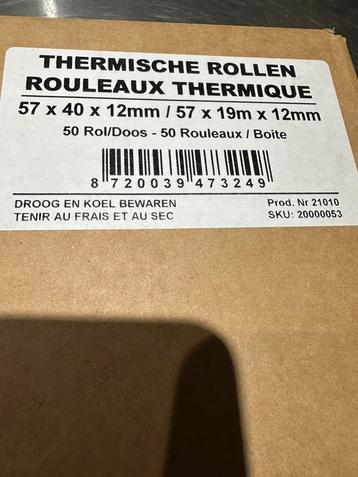 THERMISCHE ROLLEN
ROULEAUX THERMIQUE
57 x 40 x 12mm / 57 x 19m x 12mm
50 Rol/Doos - 50 Rouleaux / Boite
8 720039 473249
DROOG EN KOEL BEWAREN
TENIR AU FRAIS ET AU SEC
Prod. Nr 21010
SKU: 20000053